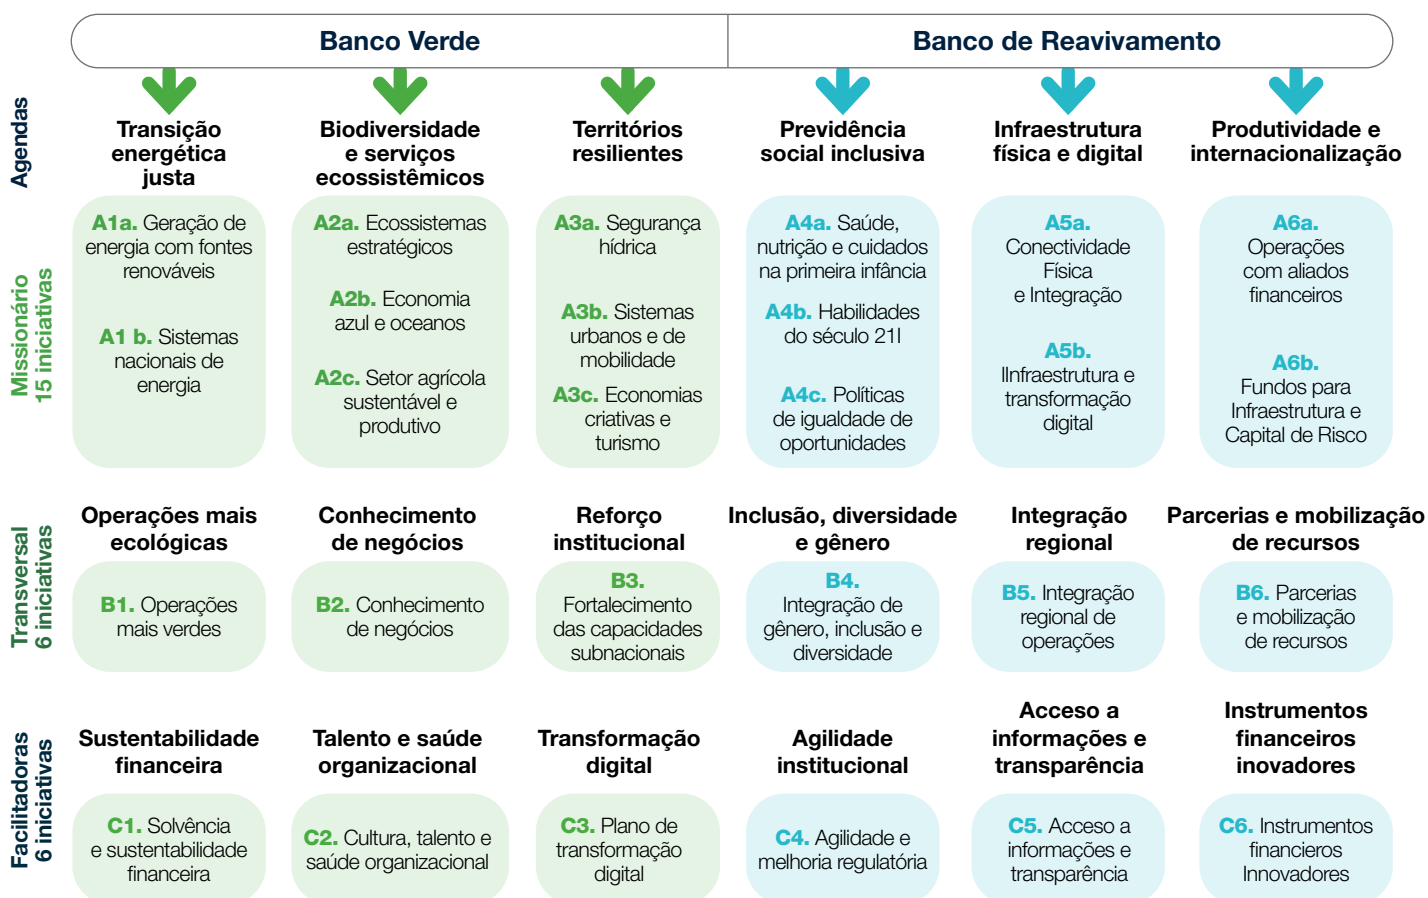 Banco Verde
Banco de Reavivamento
Agendas
Transição
energética
justa
Biodiversidade
e serviços
ecossistêmicos
Territórios
resilientes
Previdência
social inclusiva
Infraestrutura
física e digital
Produtividade e
internacionalização
Missionário
15 iniciativas
A1a. Geração de
energia com fontes
renováveis
A1 b. Sistemas
nacionais de
energia
A2a. Ecossistemas
estratégicos
A2b. Economia
azul e oceanos
A2c. Setor agrícola
sustentável e
produtivo
A3a. Segurança
hídrica
A3b. Sistemas
urbanos e de
mobilidade
A3c. Economias
criativas e
turismo
A4a. Saúde,
nutrição e cuidados
na primeira infância
A4b. Habilidades
do século 21I
A4c. Políticas
de igualdade de
oportunidades
A5a.
Conectividade
Física
e Integração
A5b.
IInfraestrutura e
transformação
digital
A6a.
Operações
com aliados
financeiros
A6b.
Fundos para
Infraestrutura e
Capital de Risco
Transversal
6 iniciativas
Operações mais
ecológicas
Conhecimento
de negócios
Reforço
institucional
Inclusão, diversidade
e gênero
Integração
regional
Parcerias e mobilização
de recursos
B1. Operações
mais verdes
B2. Conhecimento
de negócios
B3.
Fortalecimento
das capacidades
subnacionais
B4.
Integração de
gênero, inclusão e
diversidade
B5. Integração
regional de
operações
B6. Parcerias
e mobilização
de recursos
Facilitadoras
6 iniciativas
Sustentabilidade
financeira
Talento e saúde
organizacional
Transformação
digital
Agilidade
institucional
Acceso a
informações e
transparência
Instrumentos
financeiros
inovadores
C1. Solvência
e sustentabilidade
financeira
C2. Cultura, talento e
saúde organizacional
C3. Plano de
transformação
digital
C4. Agilidade e
melhoria regulatória
C5. Acceso a
informações e
transparência
C6. Instrumentos
financieros
Innovadores